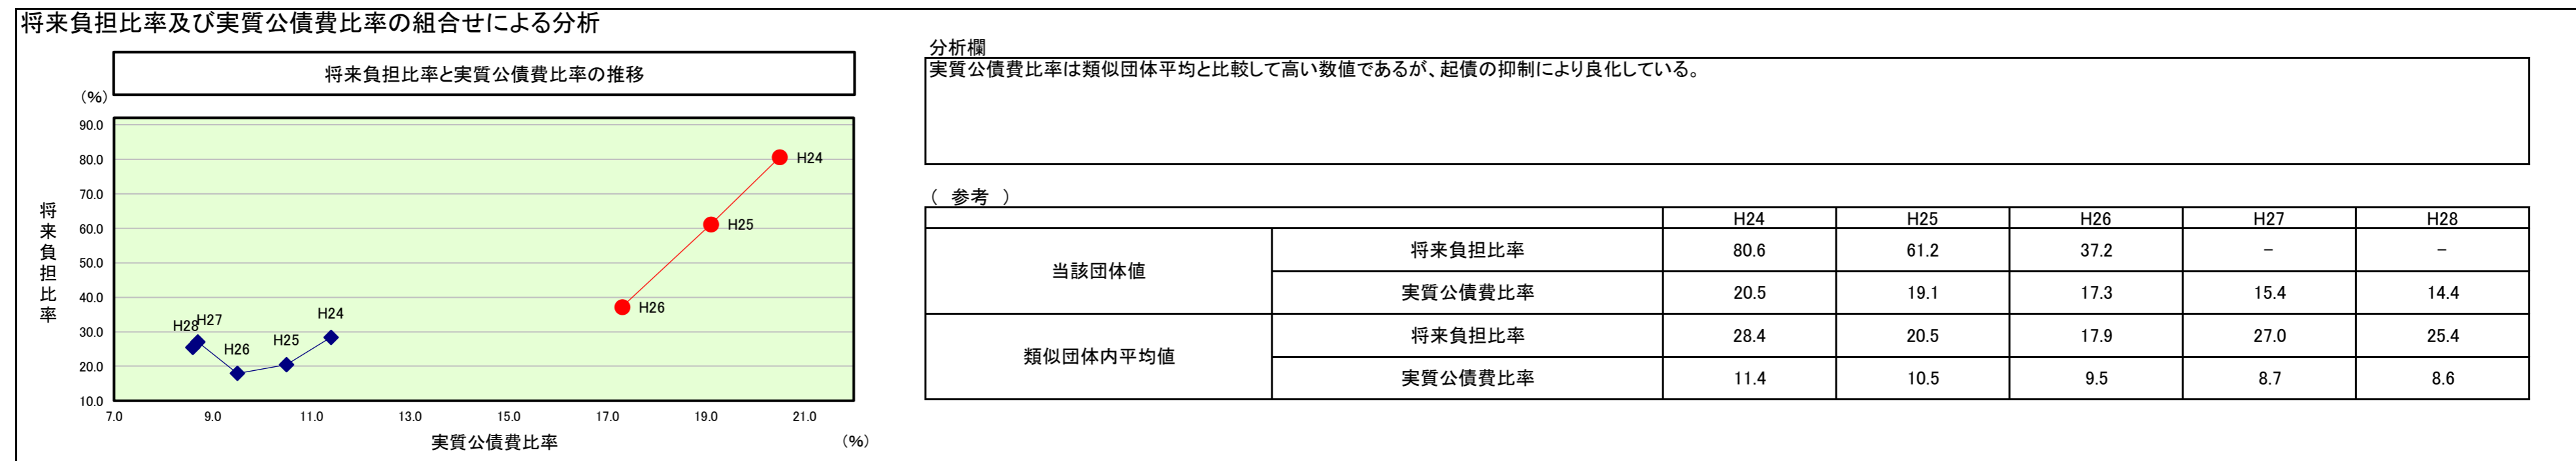 将来負担比率及び実質公債費比率の組合せによる分析
将来負担比率と実質公債費比率の推移
(%)
90.0
80.0
70.0
60.0
50.0
40.0
30.0
20.0
10.0
将来負担比率
H24
H25
H26
H28
H27
H26
H25
H24
7.0 9.0 11.0 13.0 15.0 17.0 19.0 21.0
実質公債費比率
(%)
分析欄
実質公債費比率は類似団体平均と比較して高い数値であるが、起債の抑制により良化している。
( 参考 )
H24 H25 H26 H27 H28
当該団体値
将来負担比率 80.6 61.2 37.2 － －
実質公債費比率 20.5 19.1 17.3 15.4 14.4
類似団体内平均値
将来負担比率 28.4 20.5 17.9 27.0 25.4
実質公債費比率 11.4 10.5 9.5 8.7 8.6